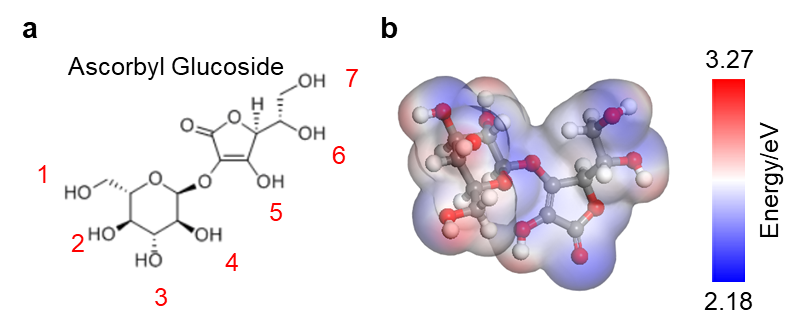 a
Ascorbyl Glucoside
OH
7
H
O
O
OH
6
O
OH
5
1
HO
O
2
HO
OH
4
HO
3
b
3.27
Energy/eV
2.18